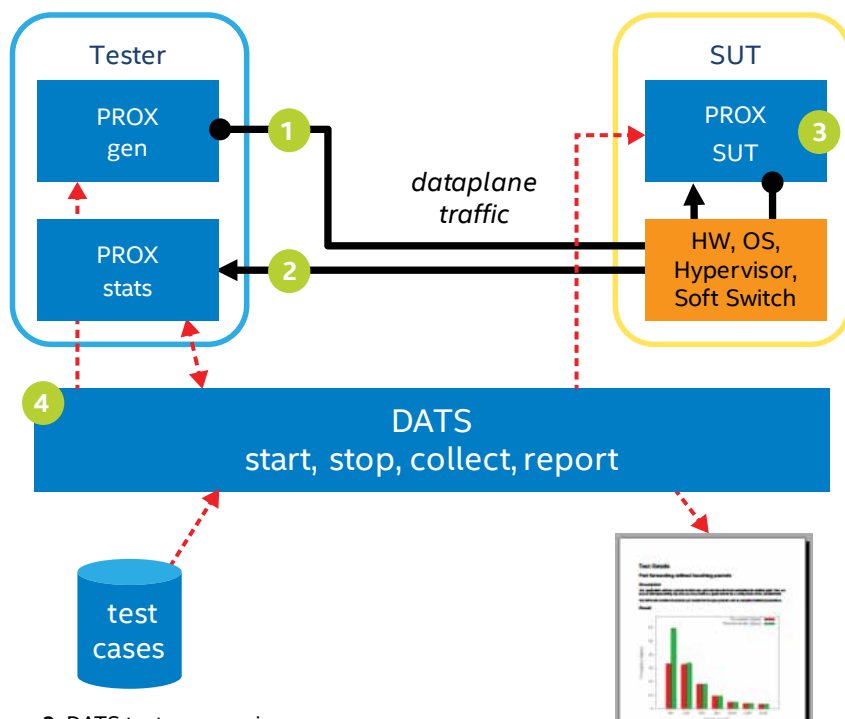 Tester
SUT
PROX
gen
1
PROX
SUT
3
dataplane
traffic
PROX
stats
2
HW, OS,
Hypervisor,
Soft Switch
4
DATS
start, stop, collect, report
test
cases
Test Details